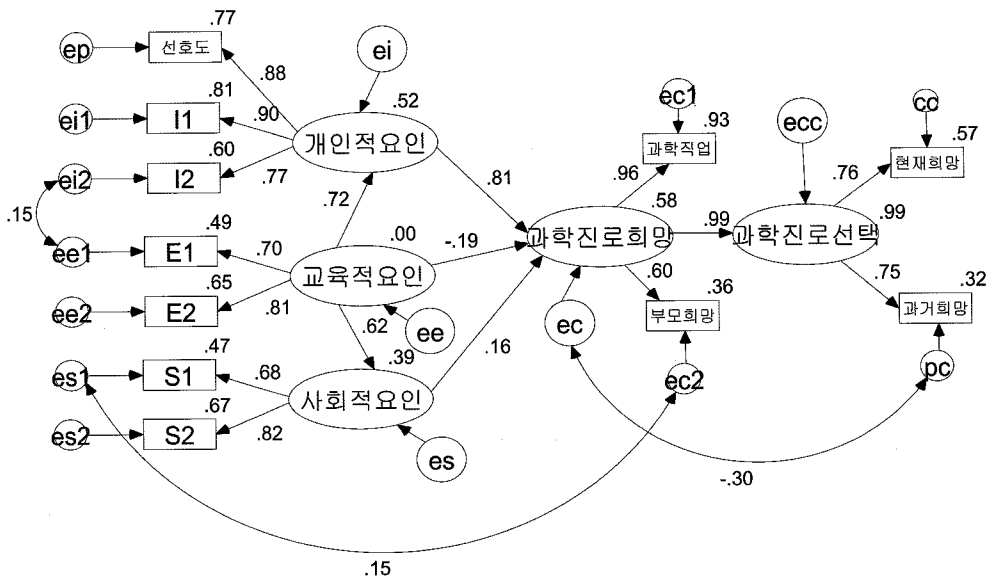 .77
ep
선호도
ei
.88
.81
ei1
I1
.90
.52
개인적요인
.60
ei2
I2
.77
.15
.72
.81
.49
ee1
E1
.70
.00
교육적요인
-.19
.65
ee2
E2
.81
.62
ee
.47
es1
S1
.68
.39
사회적요인
.16
.67
es2
S2
.82
es
ec1
.93
과학직업
.96
.58
과학진로희망
.99
ec
.60
.36
부모희망
ec2
ecc
cc
.57
현재희망
.76
.99
과학진로선택
.75
.32
과거희망
pc
-.30
.15